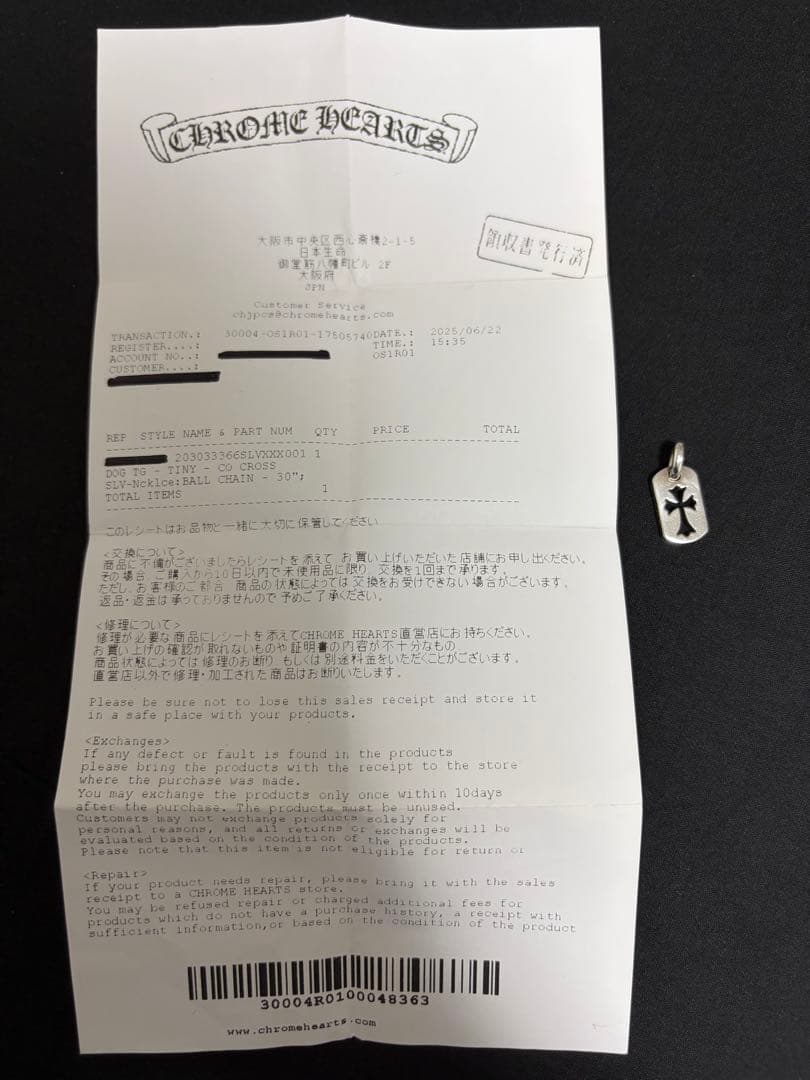 CHROME HEARTS
大阪市中央区西心斎橋2-1-5
日本生命
御堂筋八幡町ビル 2F
大阪府
JPN
領収書発行済
Customer Service
chjpcs@chromehearts.com
TRANSACTION.: 30004-OS1R01-17505740 DATE.: 2025/06/22
REGISTER....: TIME.: 15:35
ACCOUNT NO..: OS1R01
CUSTOMER....:
REP STYLE NAME & PART NUM QTY PRICE TOTAL
203033366SLVXXX001 1
DOG TG - TINY - CO CROSS
SLV-Ncklce:BALL CHAIN - 30";
TOTAL ITEMS 1
このレシートはお品物と一緒に大切に保管してください
<交換について>
商品に不備がございましたらレシートを添えて お買い上げいただいた店舗にお申し出ください。
その場合、ご購入から10日以内で未使用品に限り 交換を1回まで承ります。
ただし、お客様のご都合 商品の状態によっては交換をお受けできない場合がございます。
返品・返金は承っておりませんので予めご了承ください。
<修理について>
修理が必要な商品にレシートを添えてCHROME HEARTS直営店にお持ちください。
お買い上げの確認が取れないものや証明書の内容が不十分なもの
商品状態によっては修理のお断り もしくは別途料金をいただくことがございます。
直営店以外で修理・加工された商品はお断りいたします。
Please be sure not to lose this sales receipt and store it
in a safe place with your products.
<Exchanges>
If any defect or fault is found in the products
please bring the products with the receipt to the store
where the purchase was made.
You may exchange the products only once within 10days
after the purchase. The products must be unused.
Customers may not exchange products solely for
personal reasons, and all returns or exchanges will be
evaluated based on the condition of the products.
Please note that this item is not eligible for return or
<Repair>
If your product needs repair, please bring it with the sales
receipt to a CHROME HEARTS store.
You may be refused repair or charged additional fees for
products which do not have a purchase history, a receipt with
sufficient information,or based on the condition of the product
30004R0100048363
www.chromehearts.com